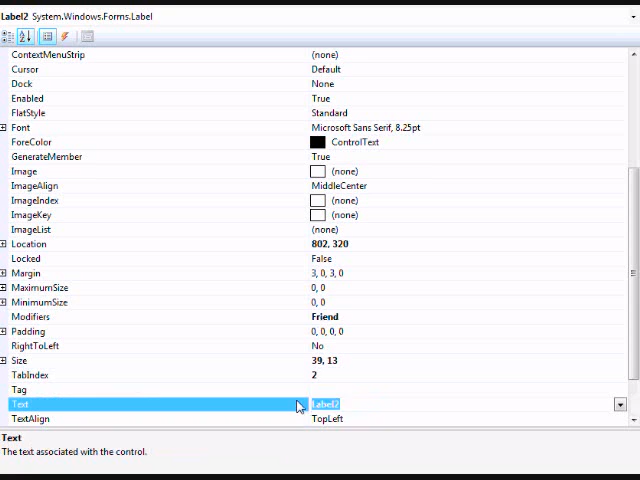 Label2 System.Windows.Forms.Label
ContextMenuStrip (none)
Cursor Default
Dock None
Enabled True
FlatStyle Standard
Font Microsoft Sans Serif, 8.25pt
ForeColor ControlText
GenerateMember True
Image (none)
ImageAlign MiddleCenter
ImageIndex (none)
ImageKey (none)
ImageList (none)
Location 802, 320
Locked False
Margin 3, 0, 3, 0
MaximumSize 0, 0
MinimumSize 0, 0
Modifiers Friend
Padding 0, 0, 0, 0
RightToLeft No
Size 39, 13
TabIndex 2
Tag
Text Label2
TextAlign TopLeft
Text
The text associated with the control.